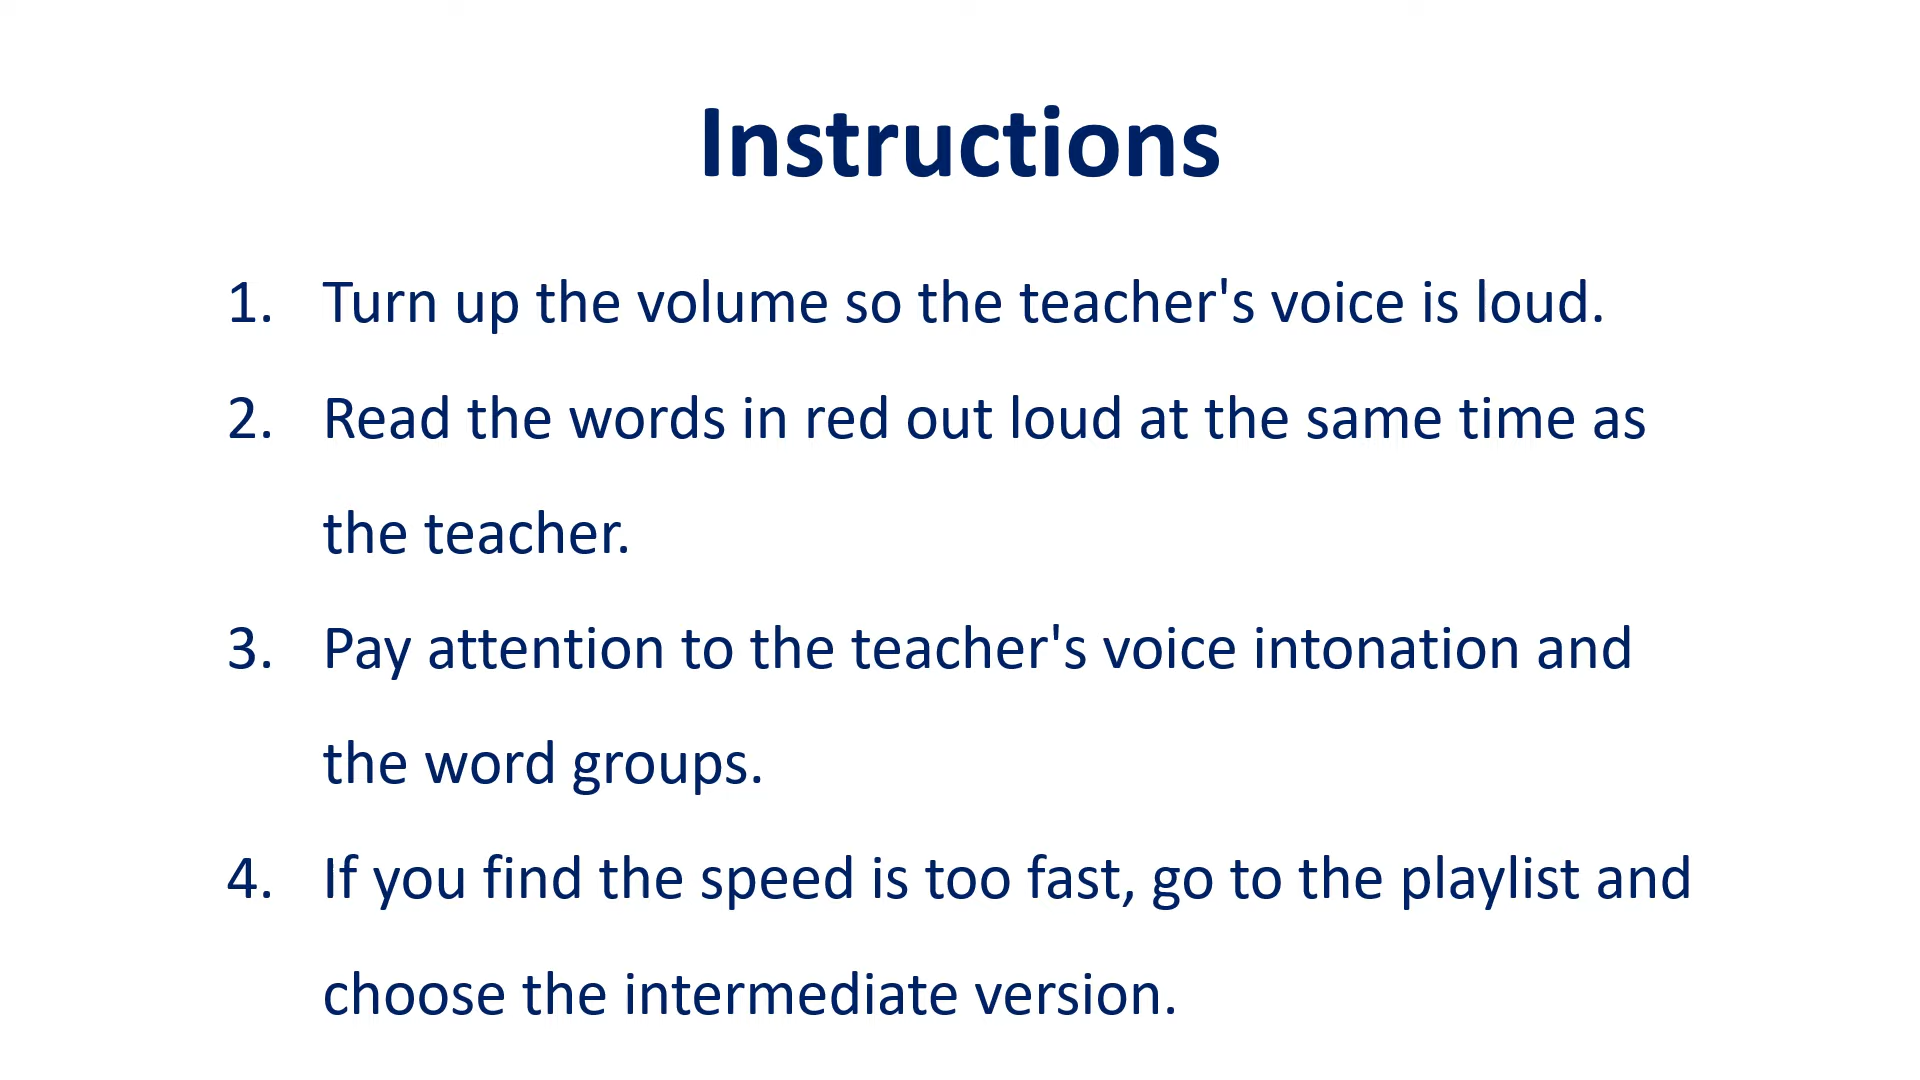 Instructions
1. Turn up the volume so the teacher's voice is loud.
2. Read the words in red out loud at the same time as
the teacher.
3. Pay attention to the teacher's voice intonation and
the word groups.
4. If you find the speed is too fast, go to the playlist and
choose the intermediate version.